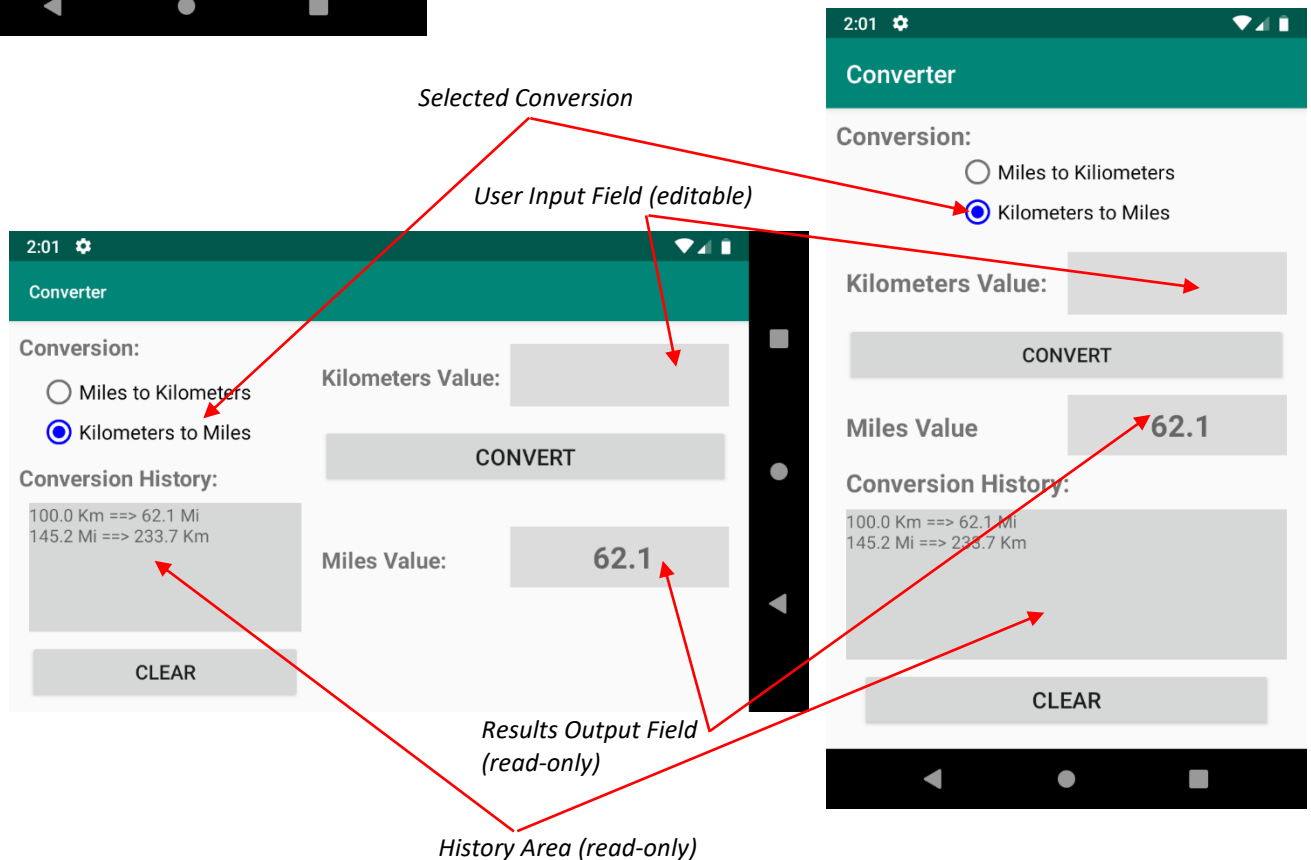 Selected Conversion
User Input Field (editable)
2:01
Converter
Conversion:
Miles to Kilometers
Kilometers to Miles
Conversion History:
100.0 Km ==> 62.1 Mi
145.2 Mi ==> 233.7 Km
CLEAR
Kilometers Value:
CONVERT
Miles Value:
62.1
Results Output Field
(read-only)
History Area (read-only)
2:01
Converter
Conversion:
Miles to Kiliometers
Kilometers to Miles
Kilometers Value:
CONVERT
Miles Value
62.1
Conversion History:
100.0 Km ==> 62.1 Mi
145.2 Mi ==> 233.7 Km
CLEAR